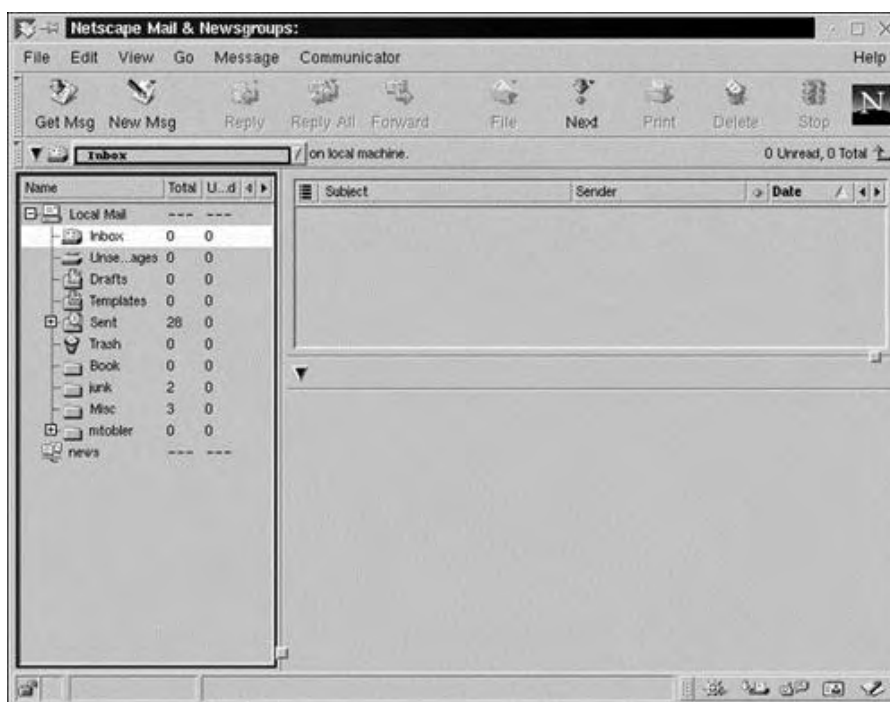 Netscape Mail & Newsgroups:
File Edit View Go Message Communicator Help
Get Msg New Msg Reply Reply All Forward File Next Print Delete Stop N
Inbox on local machine. 0 Unread, 0 Total
Name Total U...d Subject Sender Date
Local Mail --- ---
Inbox 0 0
Unse...ages 0 0
Drafts 0 0
Templates 0 0
Sent 28 0
Trash 0 0
Book 0 0
junk 2 0
Misc 3 0
mtobler 0 0
news --- ---